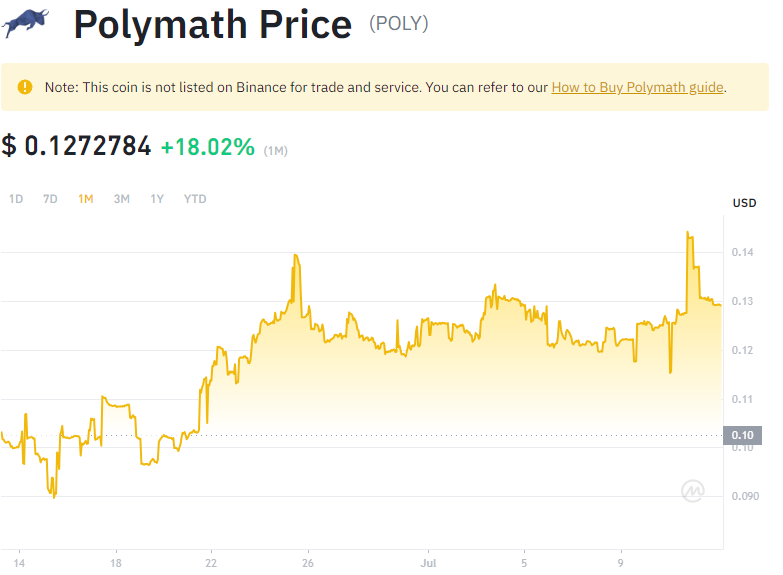 Polymath Price (POLY)
Note: This coin is not listed on Binance for trade and service. You can refer to our How to Buy Polymath guide.
$ 0.1272784 +18.02% (1M)
1D 7D 1M 3M 1Y YTD
USD
0.14
0.13
0.12
0.11
0.10
0.10
0.090
14 18 22 26 Jul 5 9